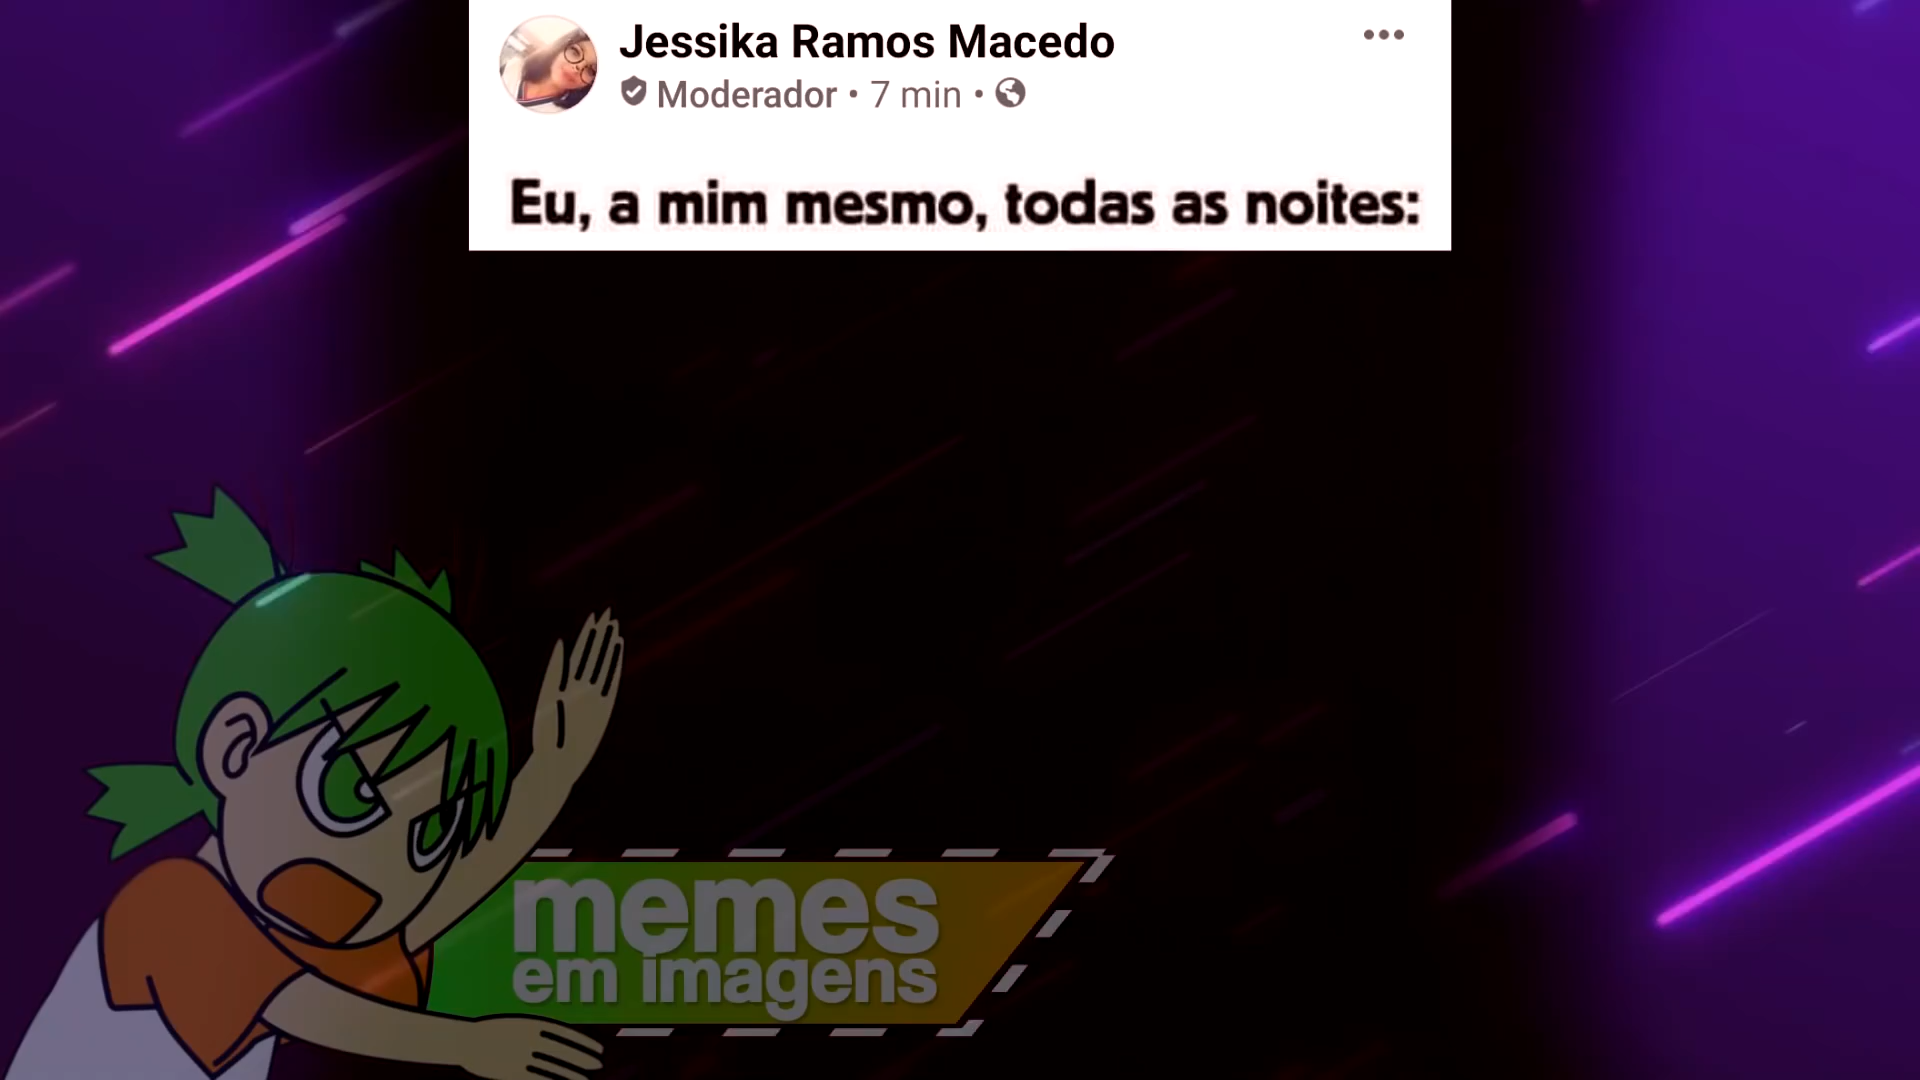 Jessika Ramos Macedo
Moderador • 7 min •
Eu, a mim mesmo, todas as noites:
memes
em imagens